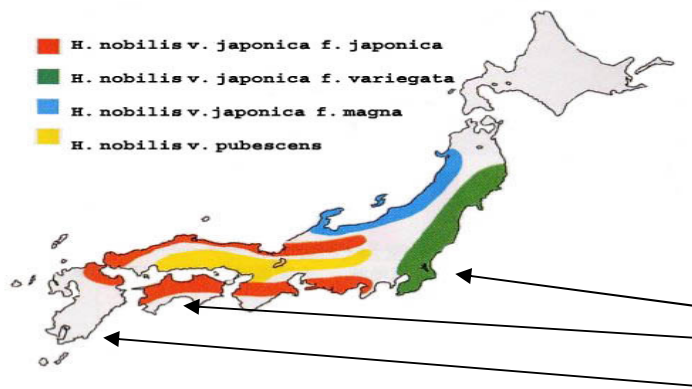 H. nobilis v. japonica f. japonica
H. nobilis v. japonica f. variegata
H. nobilis v. japonica f. magna
H. nobilis v. pubescens